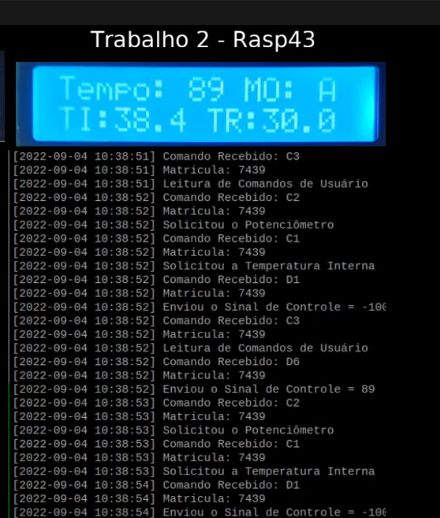 Trabalho 2 - Rasp43
Tempo: 89 MO: A
TI:38.4 TR:30.0
[2022-09-04 10:38:51] Comando Recebido: C3
[2022-09-04 10:38:51] Matricula: 7439
[2022-09-04 10:38:51] Leitura de Comandos de Usuário
[2022-09-04 10:38:52] Comando Recebido: C2
[2022-09-04 10:38:52] Matricula: 7439
[2022-09-04 10:38:52] Solicitou o Potenciômetro
[2022-09-04 10:38:52] Comando Recebido: C1
[2022-09-04 10:38:52] Matricula: 7439
[2022-09-04 10:38:52] Solicitou a Temperatura Interna
[2022-09-04 10:38:52] Comando Recebido: D1
[2022-09-04 10:38:52] Matricula: 7439
[2022-09-04 10:38:52] Enviou o Sinal de Controle = -100
[2022-09-04 10:38:52] Comando Recebido: C3
[2022-09-04 10:38:52] Matricula: 7439
[2022-09-04 10:38:52] Leitura de Comandos de Usuário
[2022-09-04 10:38:52] Comando Recebido: D6
[2022-09-04 10:38:52] Matricula: 7439
[2022-09-04 10:38:52] Enviou o Sinal de Controle = 89
[2022-09-04 10:38:53] Comando Recebido: C2
[2022-09-04 10:38:53] Matricula: 7439
[2022-09-04 10:38:53] Solicitou o Potenciômetro
[2022-09-04 10:38:53] Comando Recebido: C1
[2022-09-04 10:38:53] Matricula: 7439
[2022-09-04 10:38:53] Solicitou a Temperatura Interna
[2022-09-04 10:38:54] Comando Recebido: D1
[2022-09-04 10:38:54] Matricula: 7439
[2022-09-04 10:38:54] Enviou o Sinal de Controle = -100